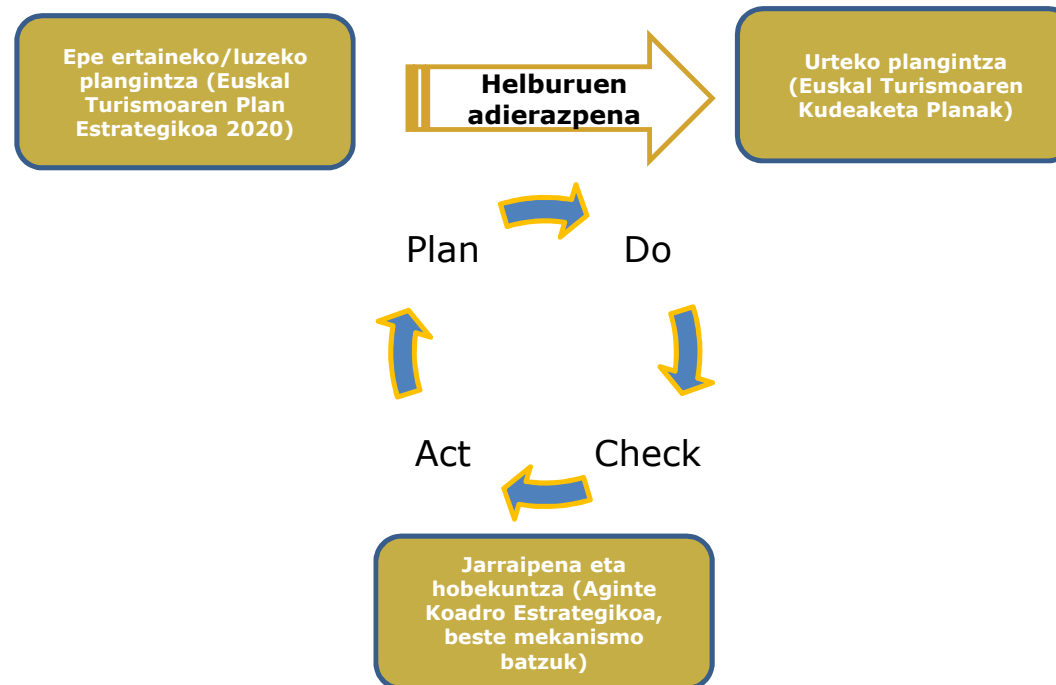 Epe ertaineko/luzeko
plangintza (Euskal
Turismoaren Plan
Estrategikoa 2020)
Helburuen
adierazpena
Urteko plangintza
(Euskal Turismoaren
Kudeaketa Planak)
Plan
Do
Act
Check
Jarraipena eta
hobekuntza (Aginte
Koadro Estrategikoa,
beste mekanismo
batzuk)